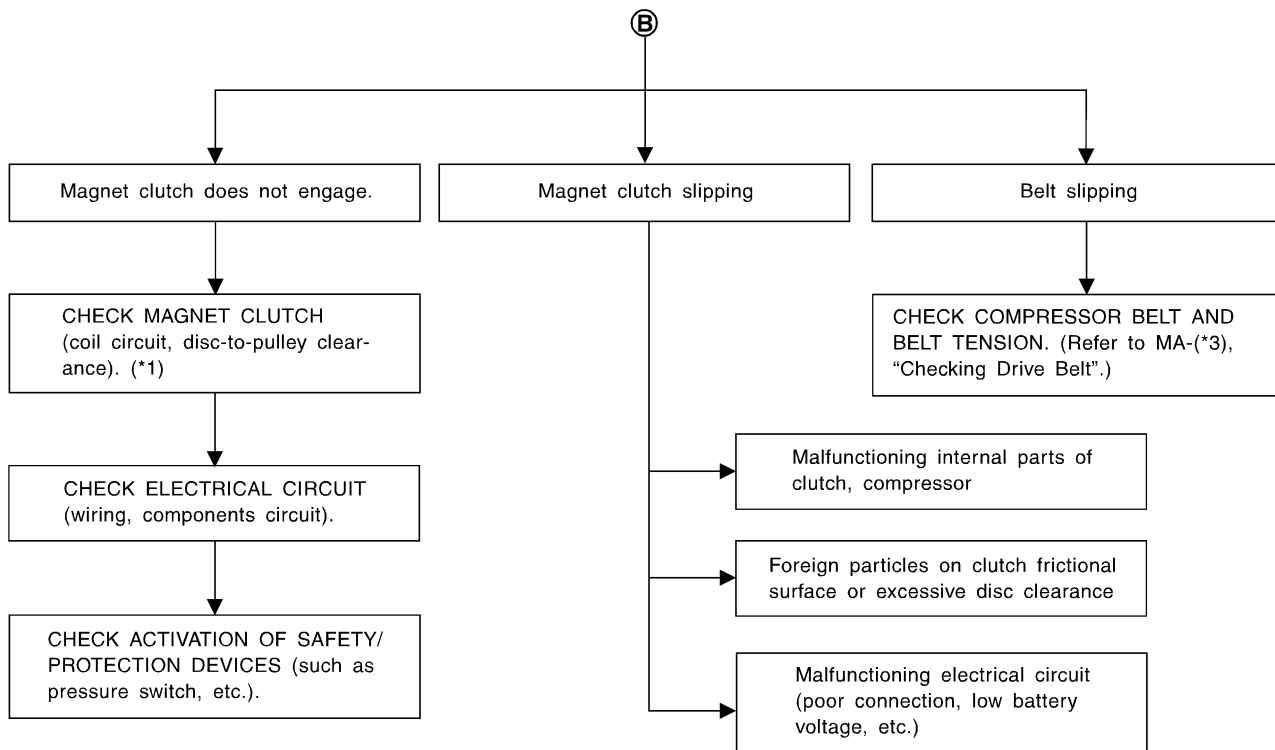 B
Magnet clutch does not engage.
Magnet clutch slipping
Belt slipping
CHECK MAGNET CLUTCH
(coil circuit, disc-to-pulley clear-
ance). (*1)
CHECK COMPRESSOR BELT AND
BELT TENSION. (Refer to MA-(*3),
“Checking Drive Belt”.)
CHECK ELECTRICAL CIRCUIT
(wiring, components circuit).
Malfunctioning internal parts of
clutch, compressor
Foreign particles on clutch frictional
surface or excessive disc clearance
CHECK ACTIVATION OF SAFETY/
PROTECTION DEVICES (such as
pressure switch, etc.).
Malfunctioning electrical circuit
(poor connection, low battery
voltage, etc.)